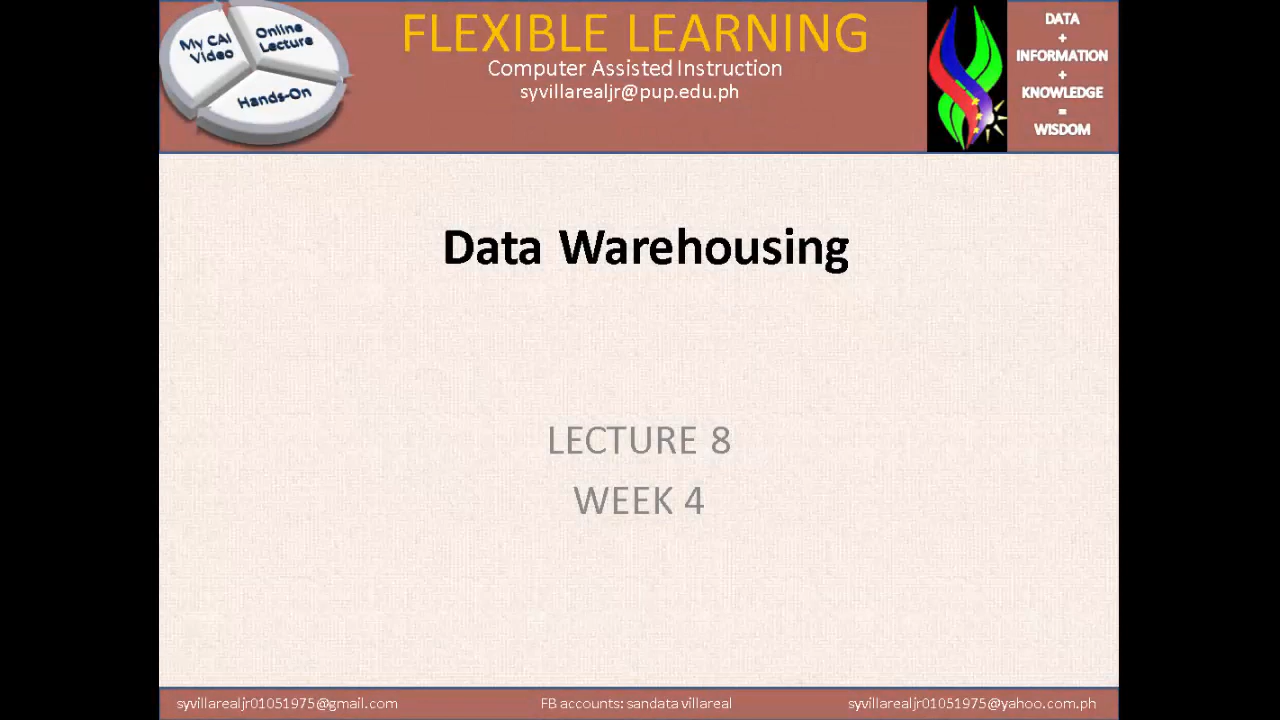 My CAI
Video
Online
Lecture
Hands-On
FLEXIBLE LEARNING
Computer Assisted Instruction
syvillarealjr@pup.edu.ph
DATA
+
INFORMATION
+
KNOWLEDGE
=
WISDOM
Data Warehousing
LECTURE 8
WEEK 4
syvillarealjr01051975@gmail.com
FB accounts: sandata villareal
syvillarealjr01051975@yahoo.com.ph